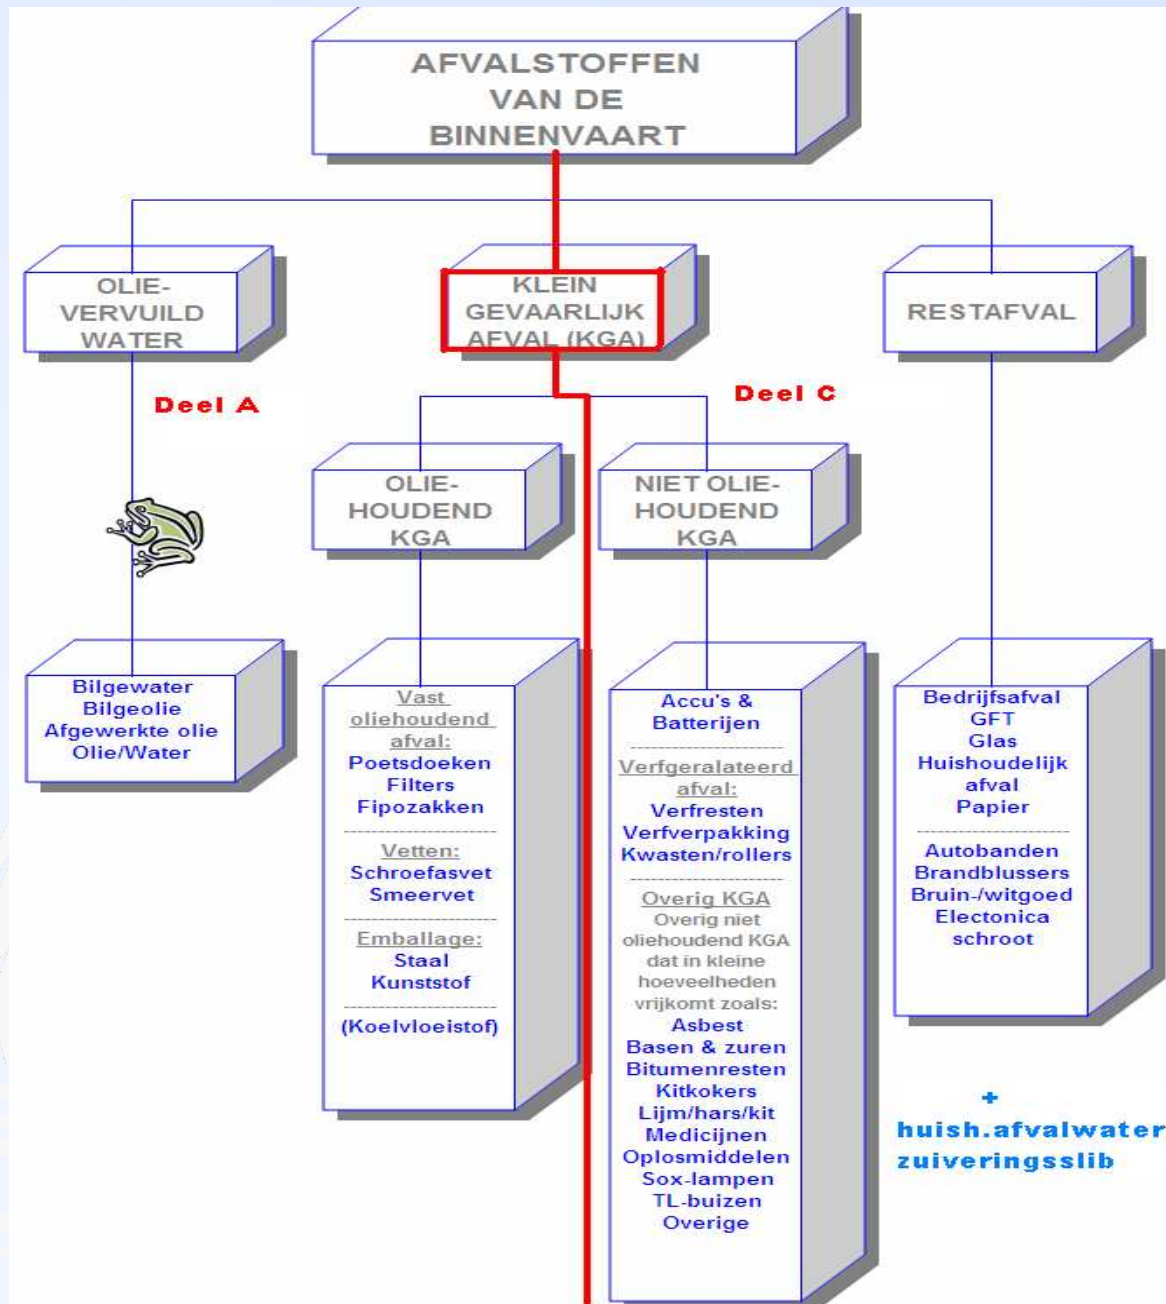 AFVALSTOFFEN
VAN DE
BINNENVAART
OLIE-
VERVUILD
WATER
KLEIN
GEVAARLIJK
AFVAL (KGA)
RESTAFVAL
Deel A
Deel C
OLIE-
HOUDEND
KGA
NIET OLIE-
HOUDEND
KGA
Bilgewater
Bilgeolie
Afgewerkte olie
Olie/Water
Vast
oliehoudend
afval:
Poetsdoeken
Filters
Fipozakken
Vetten:
Schroefasvet
Smeervet
Emballage:
Staal
Kunststof
(Koelvloeistof)
Accu's &
Batterijen
Verfgeralateerd
afval:
Verfresten
Verfverpakking
Kwasten/rollers
Overig KGA
Overig niet
oliehoudend KGA
dat in kleine
hoeveelheden
vrijkomt zoals:
Asbest
Basen & zuren
Bitumenresten
Kitkokers
Lijm/hars/kit
Medicijnen
Oplosmiddelen
Sox-lampen
TL-buizen
Overige
Bedrijfsafval
GFT
Glas
Huishoudelijk
afval
Papier
Autobanden
Brandblussers
Bruin-/witgoed
Electonica
schroot
+
huish.afvalwater
zuiveringsslib